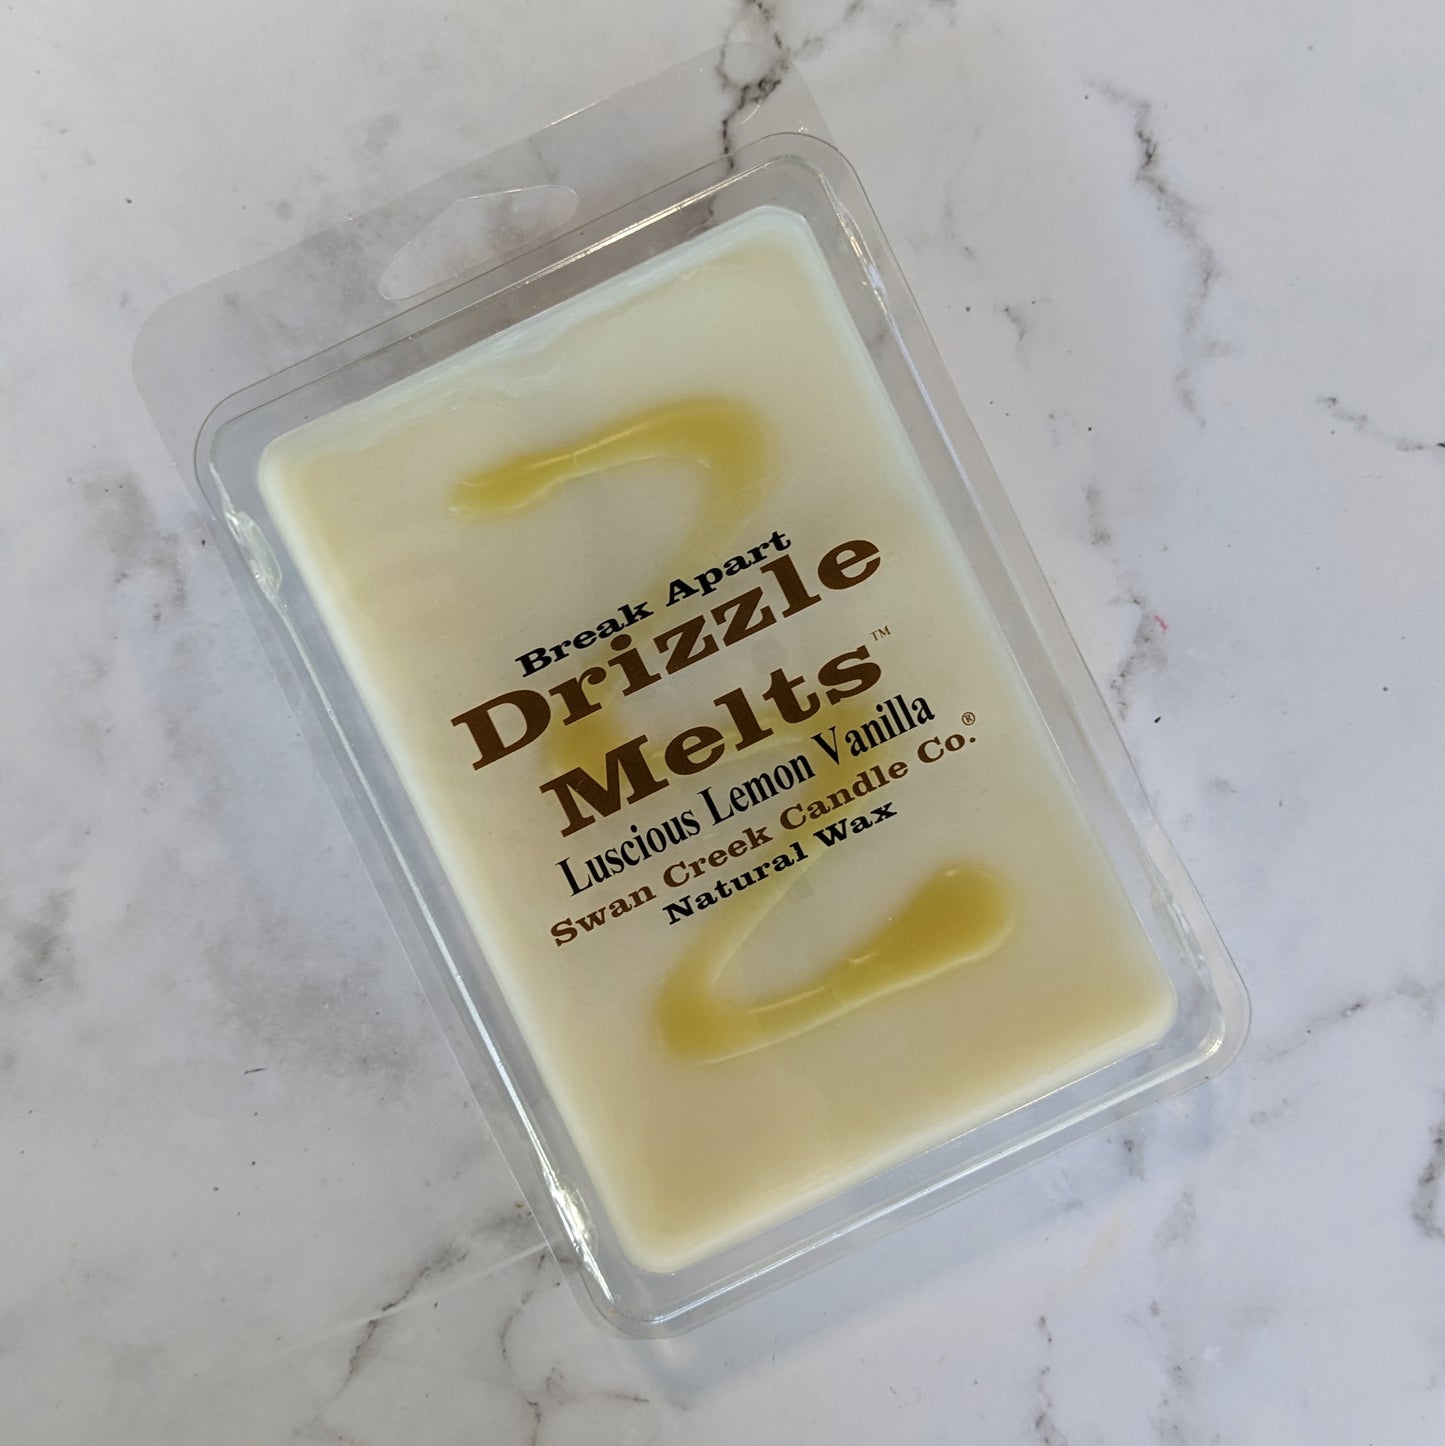 Break Apart
Drizzle
Melts™
Luscious Lemon Vanilla
Swan Creek Candle Co.®
Natural Wax